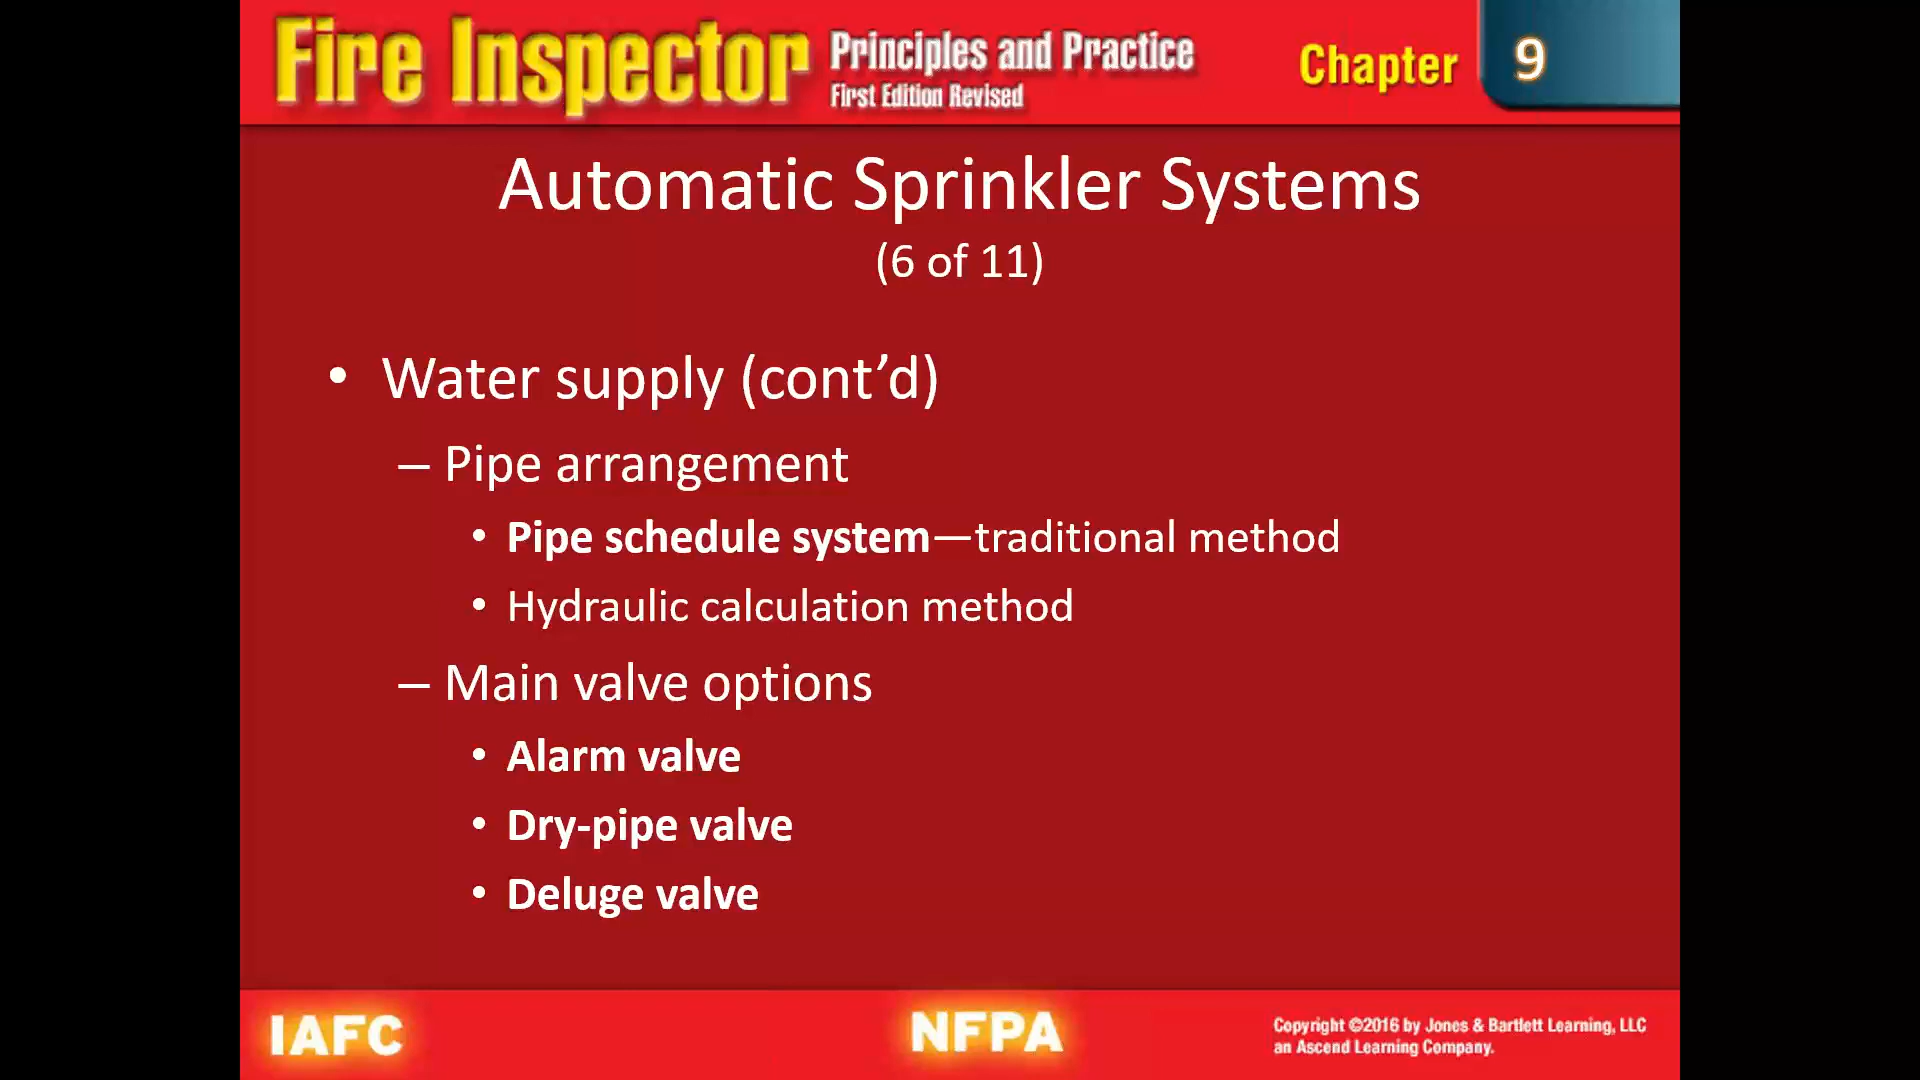 Fire Inspector Principles and Practice
First Edition Revised
Chapter 9
Automatic Sprinkler Systems
(6 of 11)
• Water supply (cont’d)
– Pipe arrangement
• Pipe schedule system—traditional method
• Hydraulic calculation method
– Main valve options
• Alarm valve
• Dry-pipe valve
• Deluge valve
IAFC
NFPA
Copyright ©2016 by Jones & Bartlett Learning, LLC
an Ascend Learning Company.